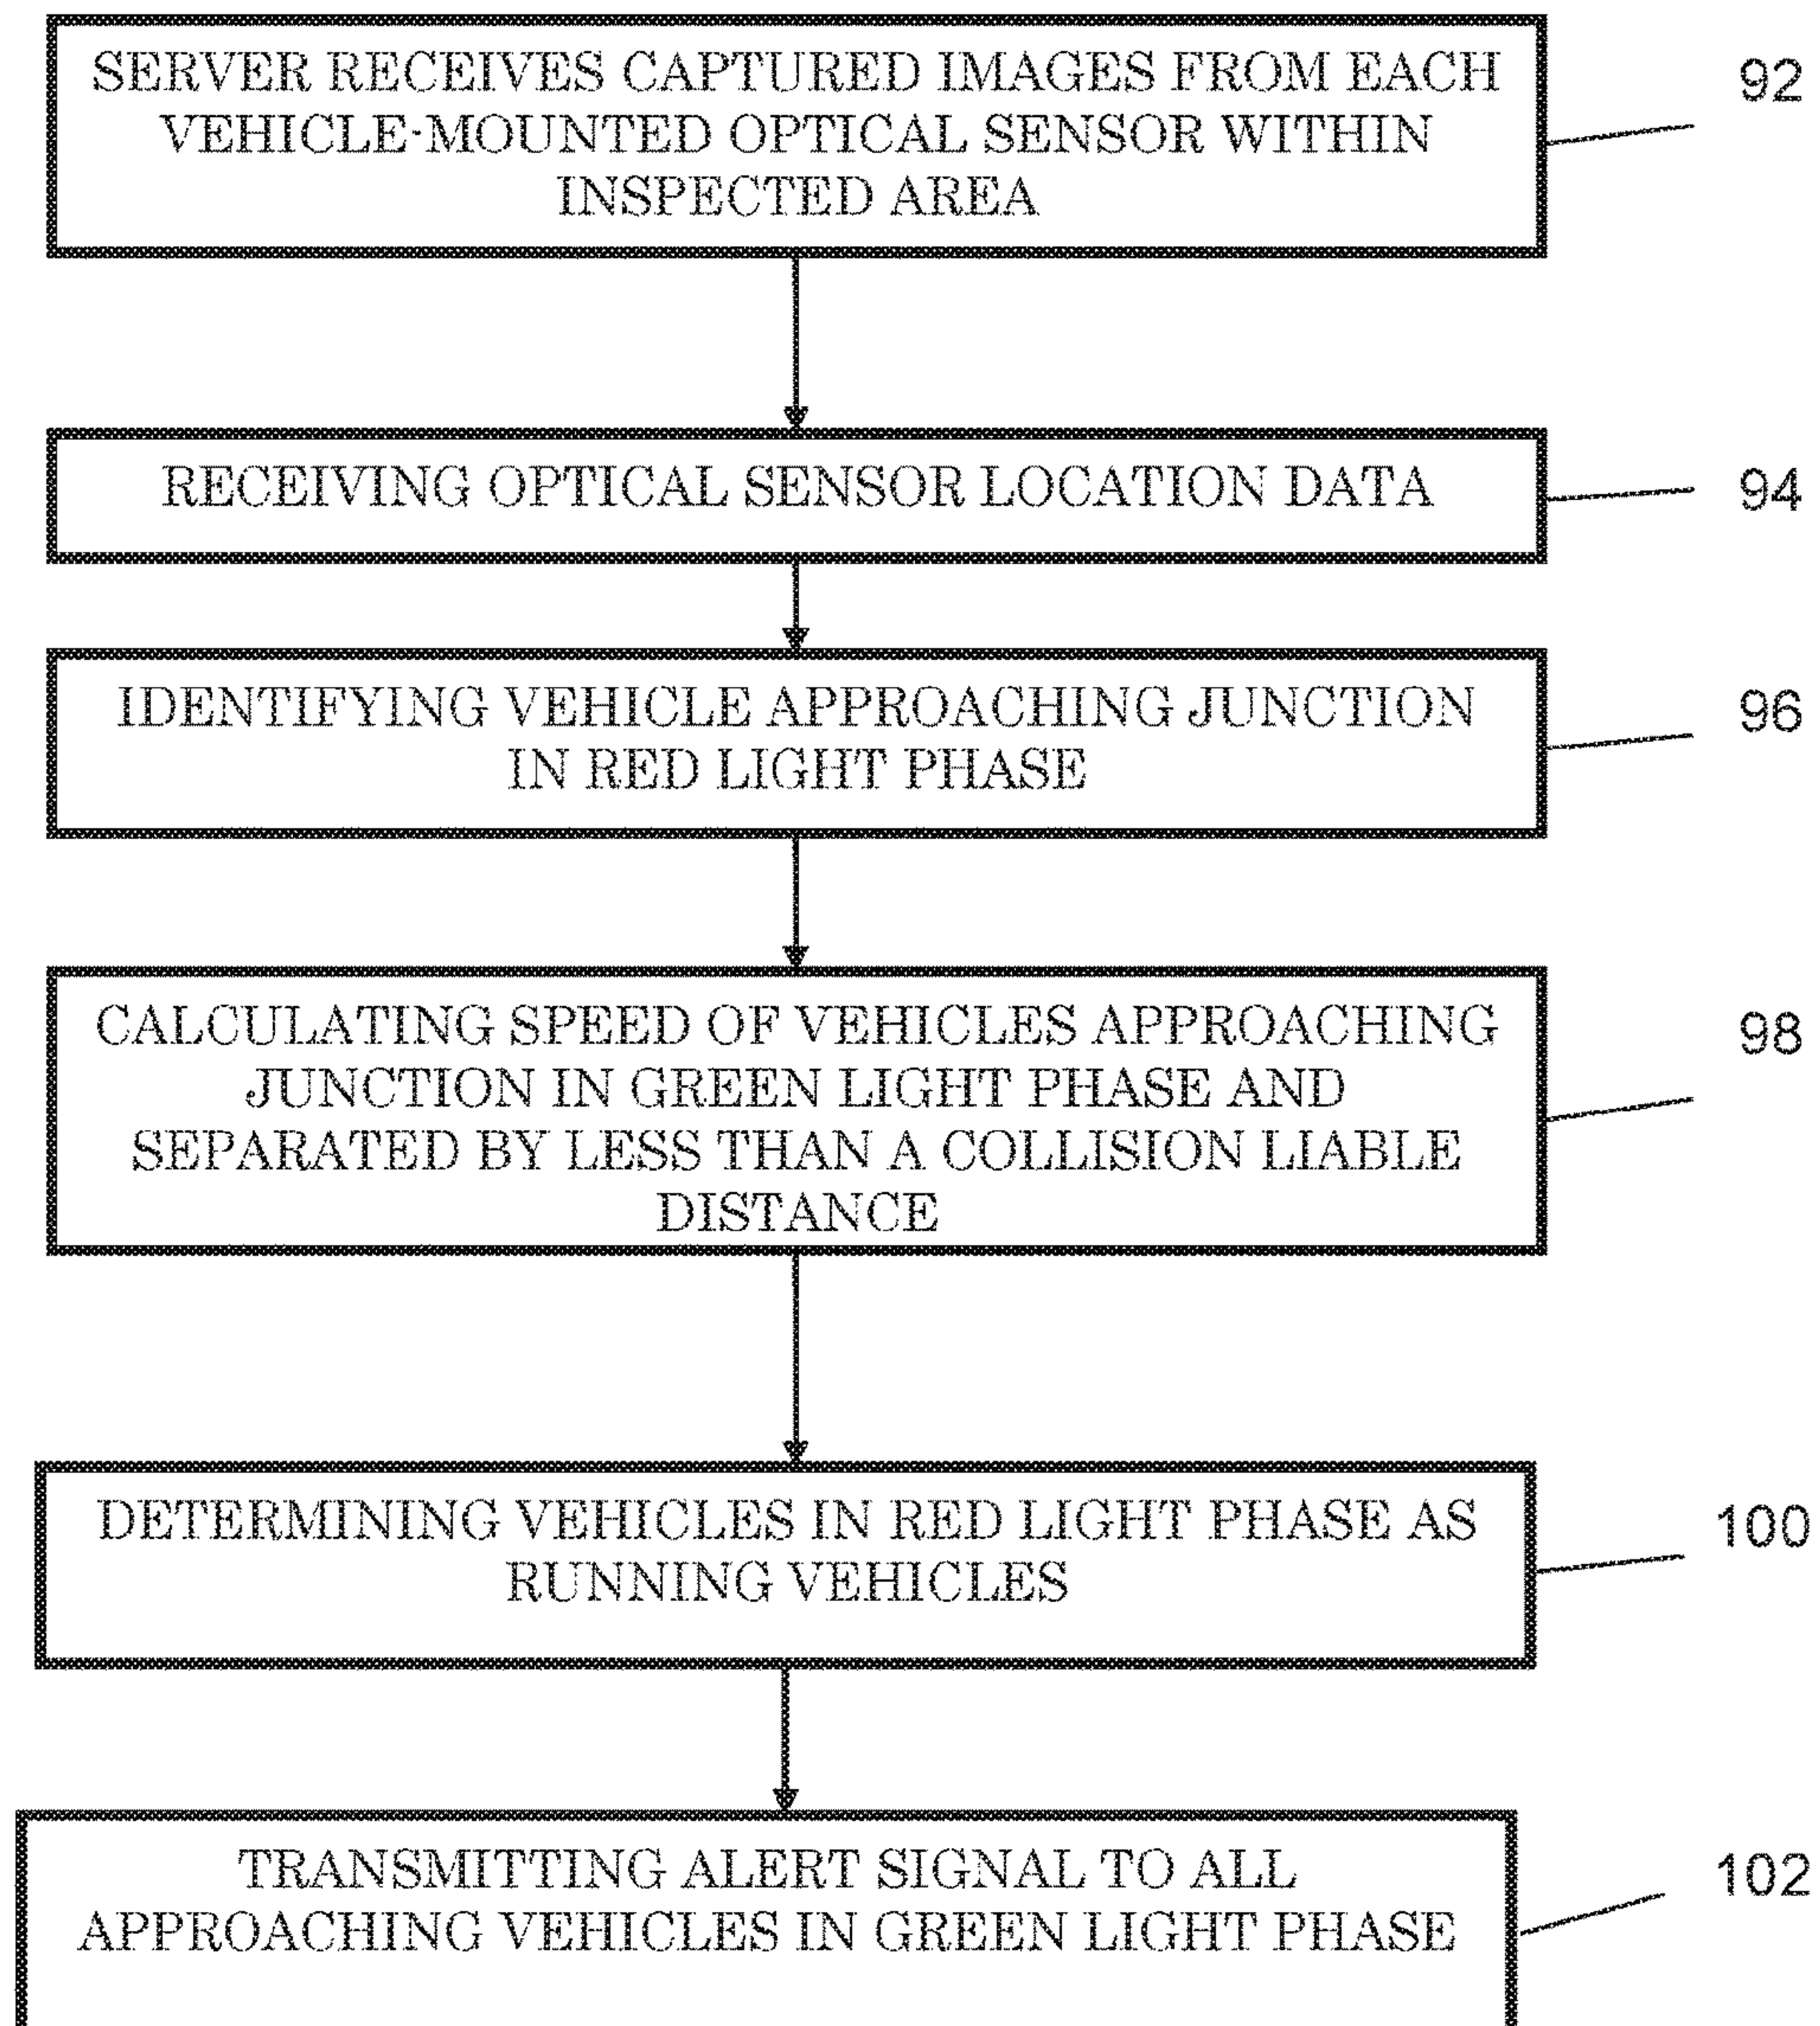 SERVER RECEIVES CAPTURED IMAGES FROM EACH
VEHICLE-MOUNTED OPTICAL SENSOR WITHIN
INSPECTED AREA
92
RECEIVING OPTICAL SENSOR LOCATION DATA
94
IDENTIFYING VEHICLE APPROACHING JUNCTION
IN RED LIGHT PHASE
96
CALCULATING SPEED OF VEHICLES APPROACHING
JUNCTION IN GREEN LIGHT PHASE AND
SEPARATED BY LESS THAN A COLLISION LIABLE
DISTANCE
98
DETERMINING VEHICLES IN RED LIGHT PHASE AS
RUNNING VEHICLES
100
TRANSMITTING ALERT SIGNAL TO ALL
APPROACHING VEHICLES IN GREEN LIGHT PHASE
102